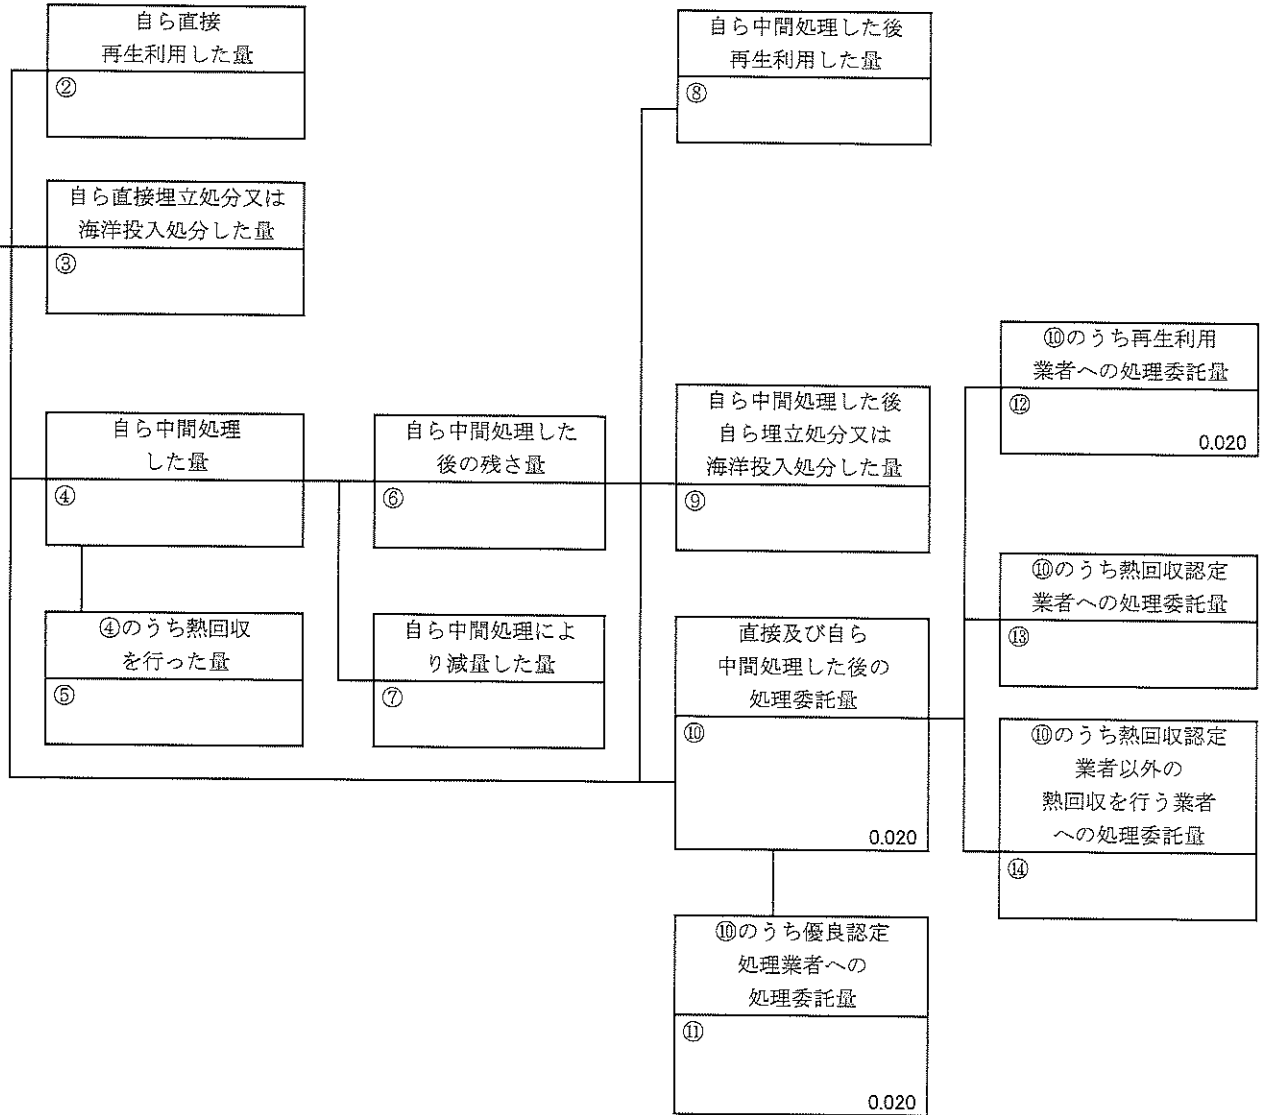 自ら直接
再生利用した量
②
自ら直接埋立処分又は
海洋投入処分した量
③
自ら中間処理
した量
④
④のうち熱回収
を行った量
⑤
自ら中間処理した
後の残さ量
⑥
自ら中間処理によ
り減量した量
⑦
自ら中間処理した後
再生利用した量
⑧
自ら中間処理した後
自ら埋立処分又は
海洋投入処分した量
⑨
直接及び自ら
中間処理した後の
処理委託量
⑩
0.020
⑩のうち優良認定
処理業者への
処理委託量
⑪
0.020
⑩のうち再生利用
業者への処理委託量
⑫
0.020
⑩のうち熱回収認定
業者への処理委託量
⑬
⑩のうち熱回収認定
業者以外の
熱回収を行う業者
への処理委託量
⑭